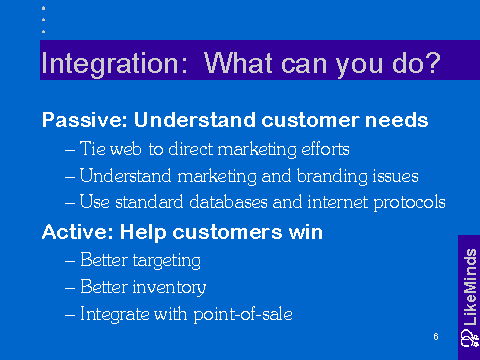 Integration:  What can you do?
Passive: Understand customer needs
– Tie web to direct marketing efforts
– Understand marketing and branding issues
– Use standard databases and internet protocols
Active: Help customers win
– Better targeting
– Better inventory
– Integrate with point-of-sale
LikeMinds
6